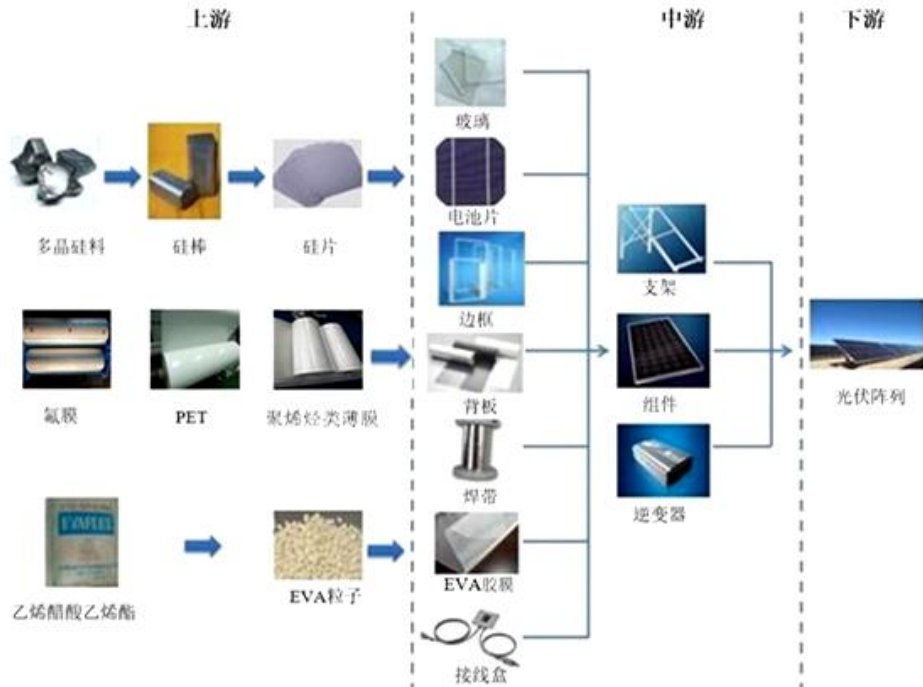 上游
中游
下游
玻璃
多晶硅料
硅棒
硅片
电池片
边框
支架
氟膜
PET
聚烯烃类薄膜
背板
组件
光伏阵列
焊带
逆变器
EVAFLEX
乙烯醋酸乙烯酯
EVA粒子
EVA胶膜
接线盒